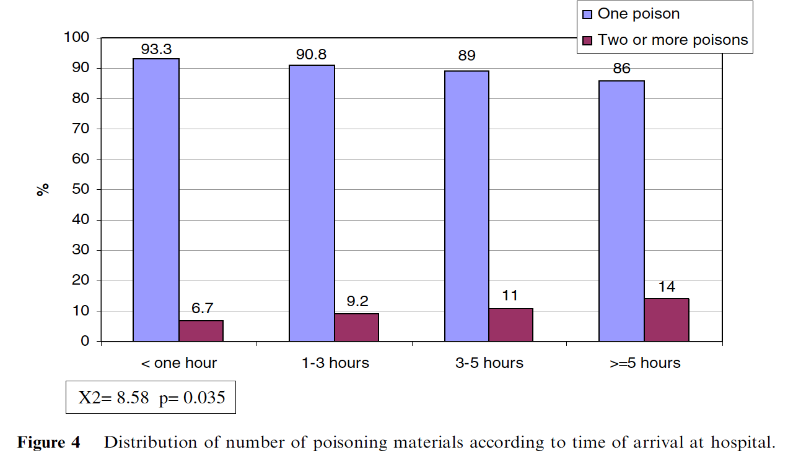 One poison
Two or more poisons
100
90
80
70
60
50
40
30
20
10
0
%
93.3
90.8
89
86
6.7
9.2
11
14
< one hour
1-3 hours
3-5 hours
>=5 hours
X2= 8.58 p= 0.035
Figure 4 Distribution of number of poisoning materials according to time of arrival at hospital.